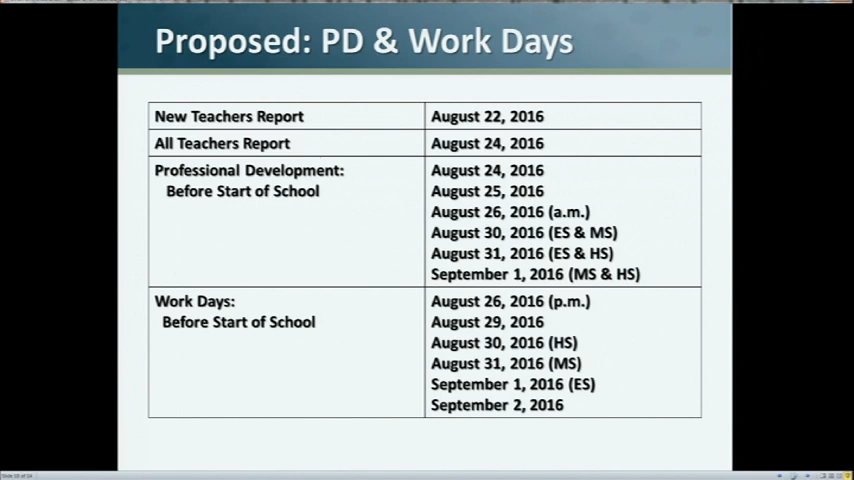 Proposed: PD & Work Days
New Teachers Report August 22, 2016
All Teachers Report August 24, 2016
Professional Development: August 24, 2016
Before Start of School August 25, 2016
August 26, 2016 (a.m.)
August 30, 2016 (ES & MS)
August 31, 2016 (ES & HS)
September 1, 2016 (MS & HS)
Work Days: August 26, 2016 (p.m.)
Before Start of School August 29, 2016
August 30, 2016 (HS)
August 31, 2016 (MS)
September 1, 2016 (ES)
September 2, 2016